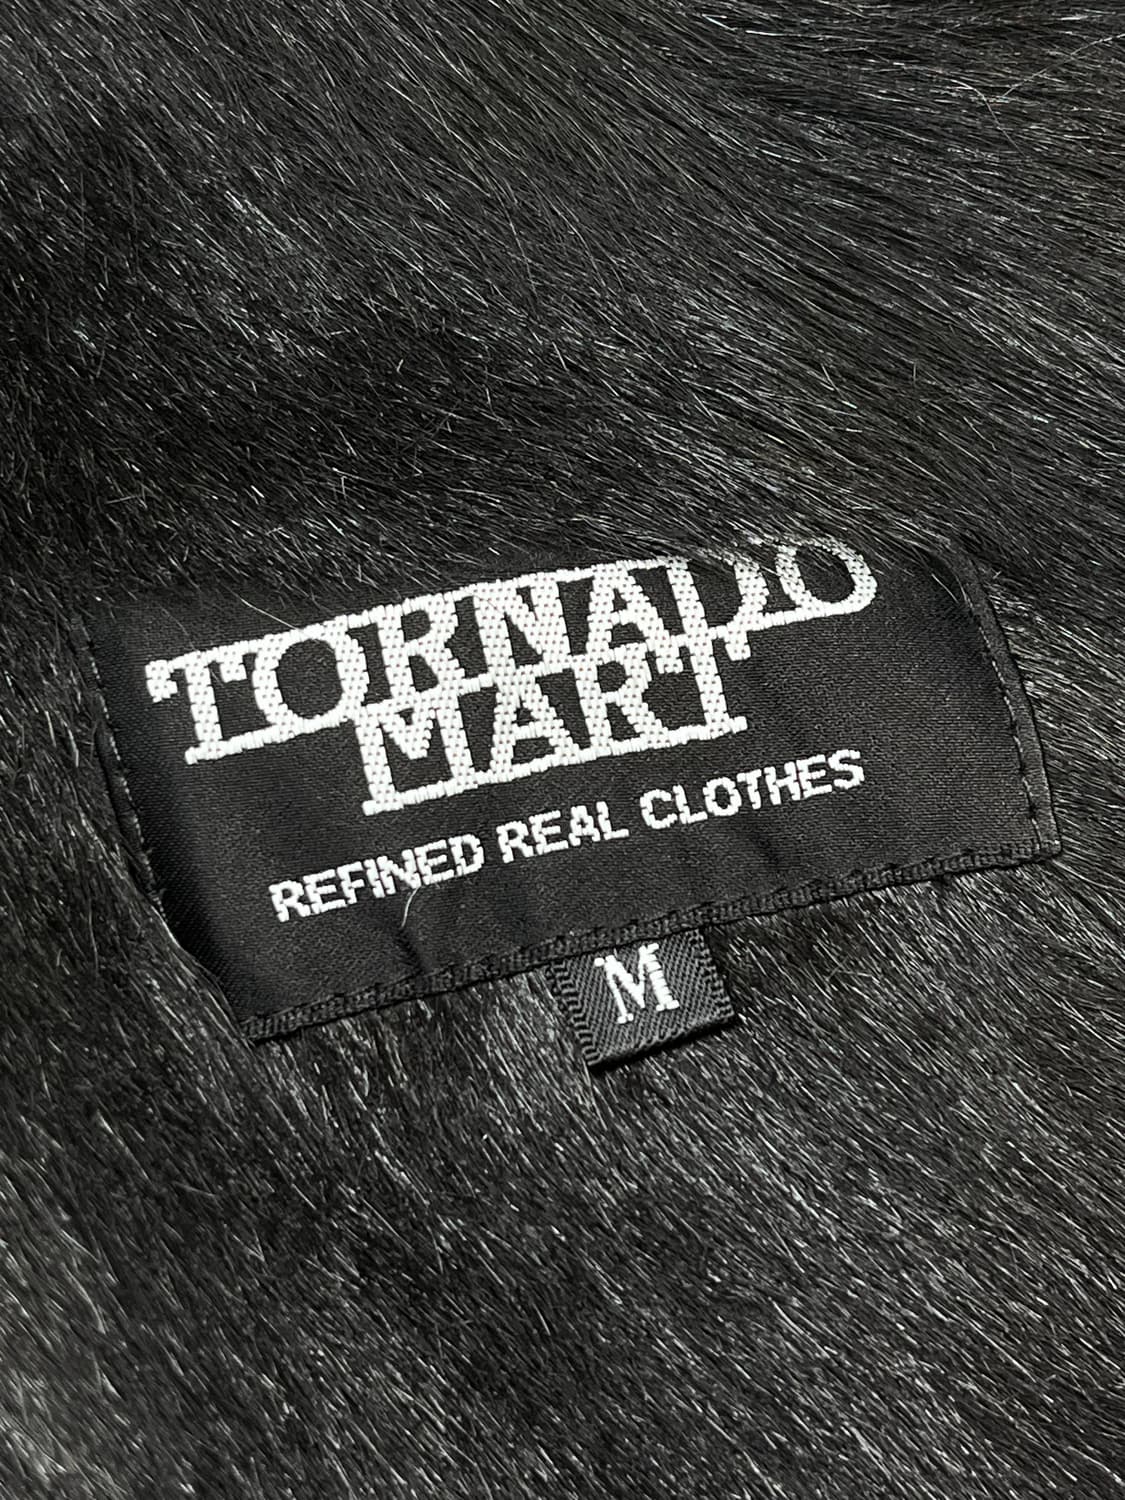 TORNADO
MART
REFINED REAL CLOTHES
M